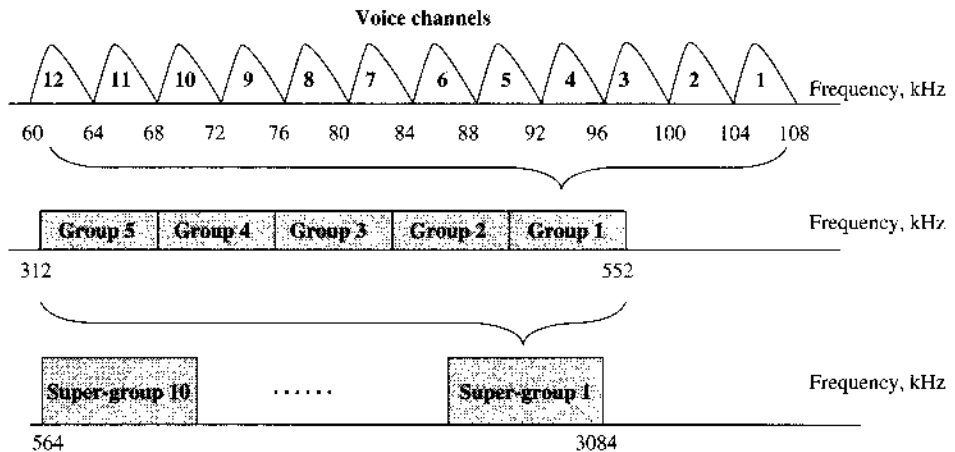 Voice channels
12 11 10 9 8 7 6 5 4 3 2 1
Frequency, kHz
60 64 68 72 76 80 84 88 92 96 100 104 108
Group 5 Group 4 Group 3 Group 2 Group 1
Frequency, kHz
312 552
Super-group 10 ...... Super-group 1
Frequency, kHz
564 3084